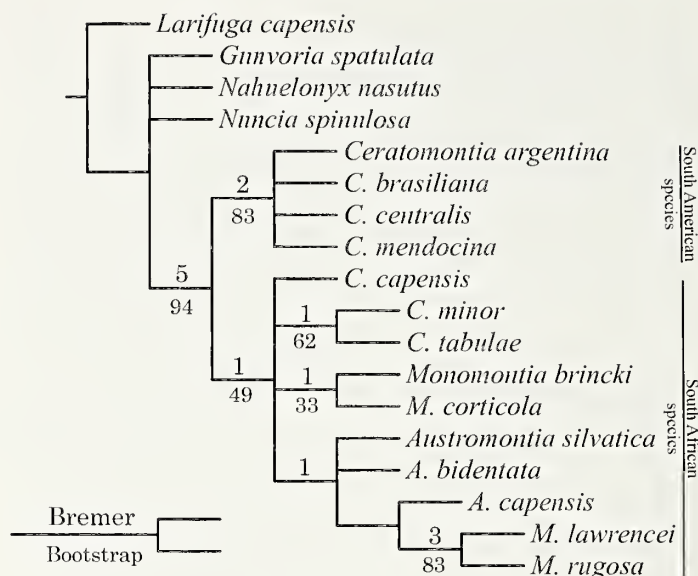 Larifuga capensis
Gunvoria spatulata
Nahuelonyx nasutus
Nuncia spinulosa
Ceratomontia argentina
2
C. brasiliana
83
C. centralis
C. mendocina
South American
species
5
94
C. capensis
1
C. minor
62
C. tabulae
1
49
1
Monomontia brincki
33
M. corticola
South African
species
Austromontia silvatica
1
A. bidentata
A. capensis
3
M. lawrencei
83
M. rugosa
Bremer
Bootstrap